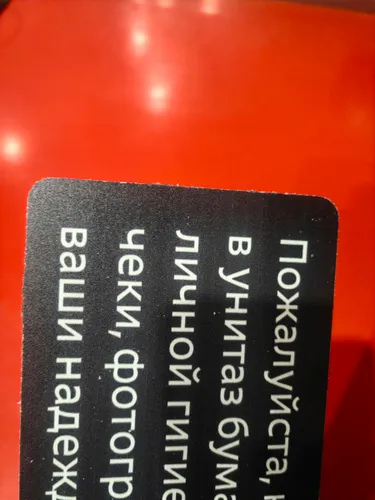 Пожалуйста, н
в унитаз бума
личной гигие
чеки, фотогр
ваши надежд